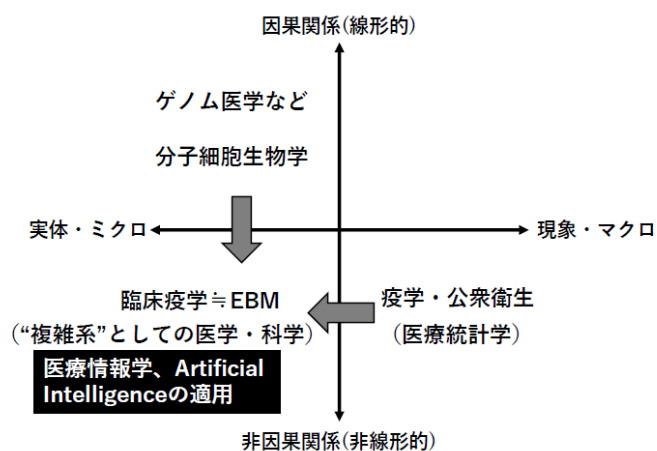 因果関係(線形的)
ゲノム医学など
分子細胞生物学
実体・ミクロ
現象・マクロ
臨床疫学≒EBM
(“複雑系”としての医学・科学)
疫学・公衆衛生
(医療統計学)
医療情報学、Artificial
Intelligenceの適用
非因果関係(非線形的)